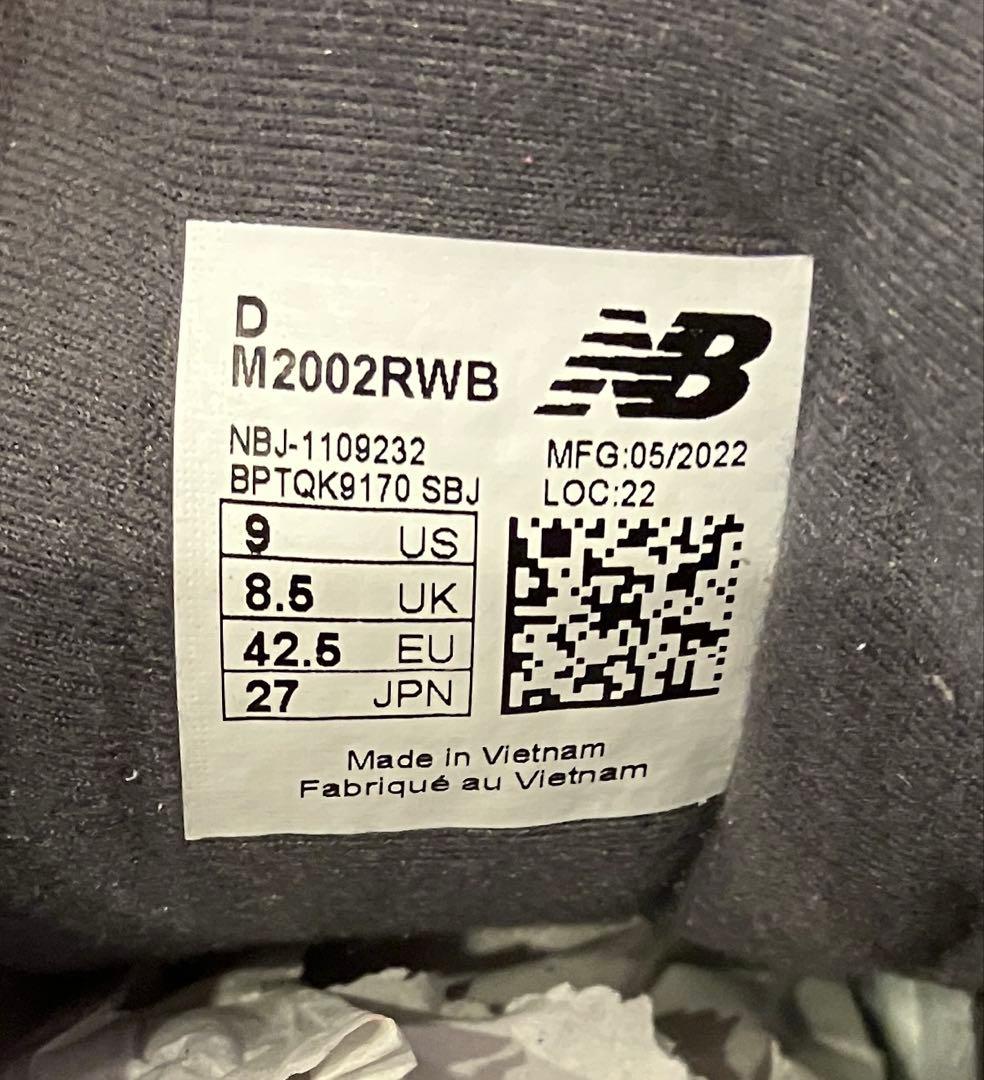 D
M2002RWB
NB
NBJ-1109232
BPTQK9170 SBJ
MFG:05/2022
LOC:22
9 US
8.5 UK
42.5 EU
27 JPN
Made in Vietnam
Fabriqué au Vietnam